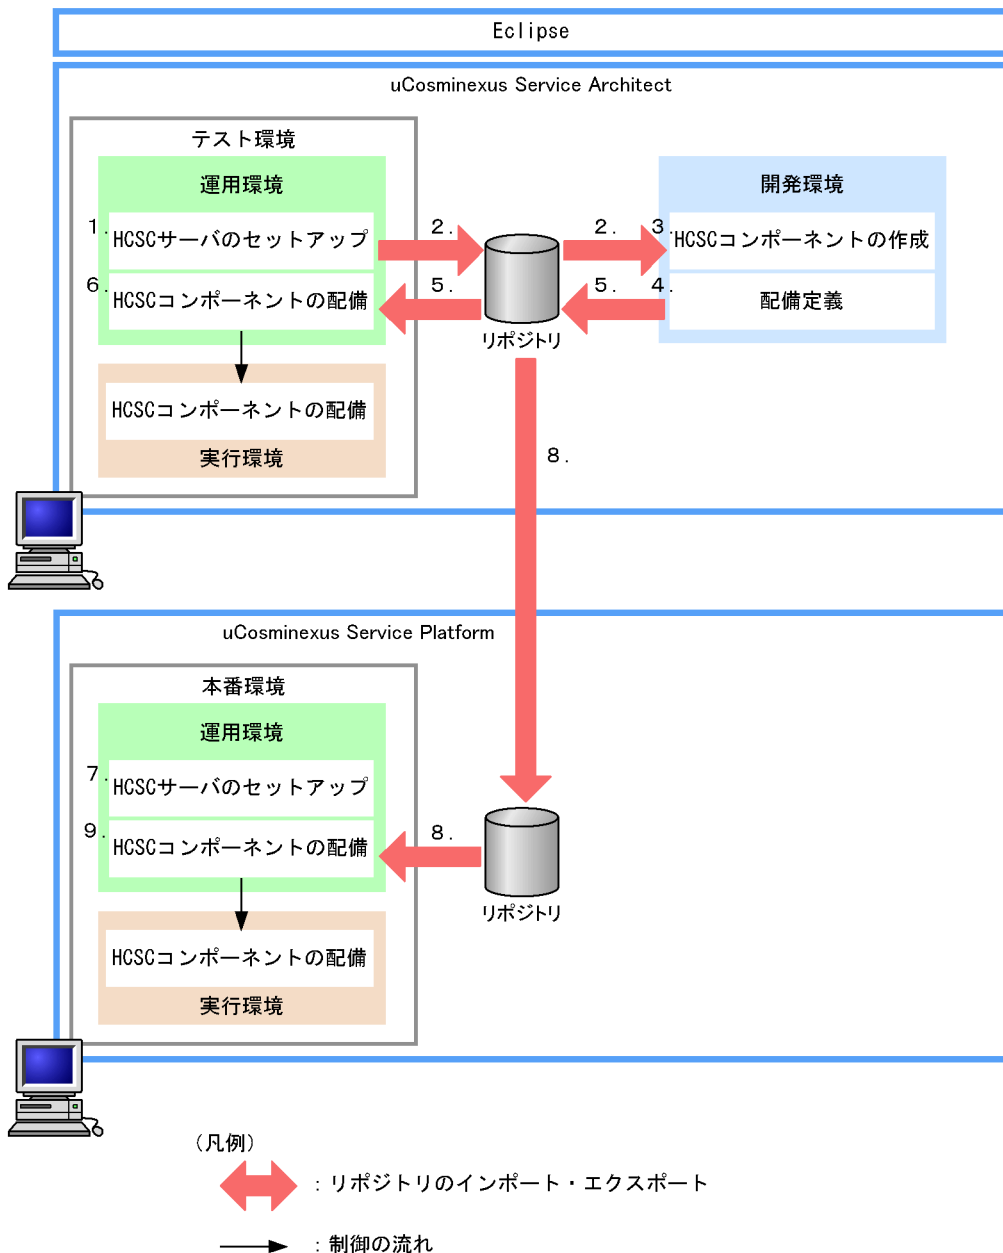 Eclipse
uCosminexus Service Architect
テスト環境
運用環境
開発環境
1.
HCSCサーバのセットアップ
2.
2.
3.
HCSCコンポーネントの作成
6.
HCSCコンポーネントの配備
5.
5.
4.
配備定義
リポジトリ
HCSCコンポーネントの配備
実行環境
8.
uCosminexus Service Platform
本番環境
運用環境
7.
HCSCサーバのセットアップ
9.
HCSCコンポーネントの配備
8.
リポジトリ
HCSCコンポーネントの配備
実行環境
(凡例)
：リポジトリのインポート・エクスポート
：制御の流れ